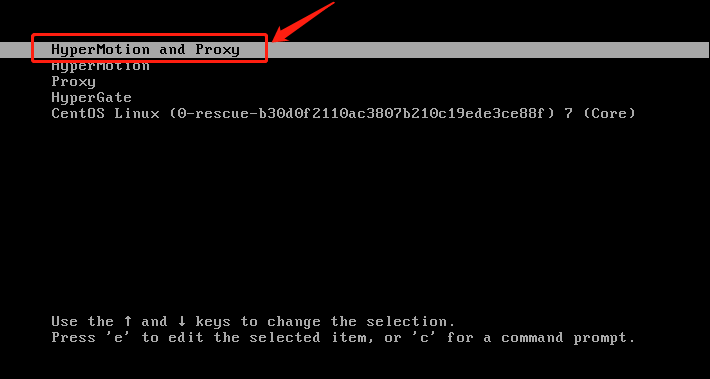 HyperMotion and Proxy
HyperMotion
Proxy
HyperGate
CentOS Linux (0-rescue-b30d0f2110ac3807b210c19ede3ce88f) 7 (Core)
Use the ↑ and ↓ keys to change the selection.
Press 'e' to edit the selected item, or 'c' for a command prompt.